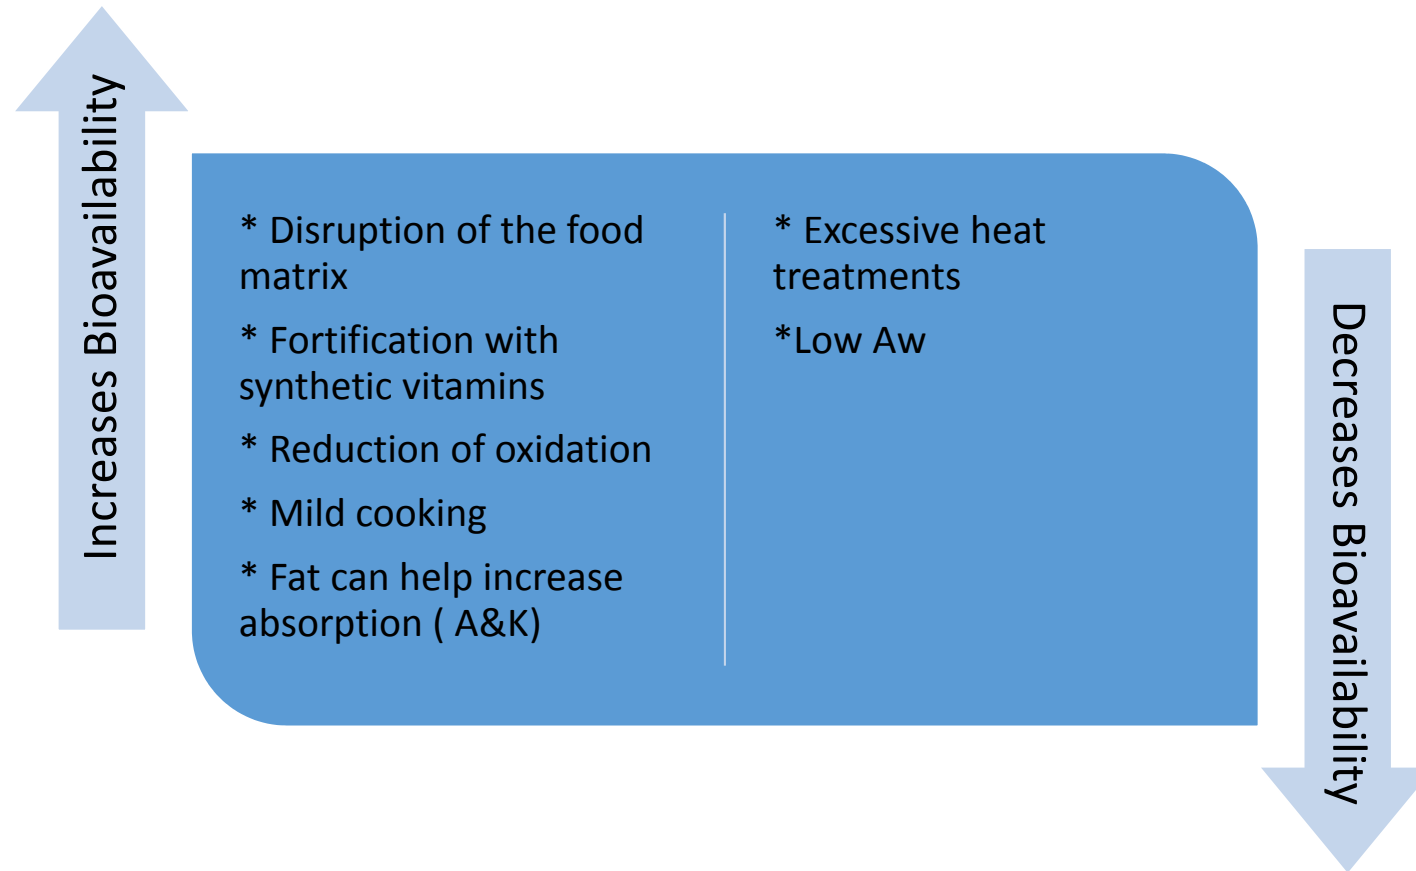 Increases Bioavailability
* Disruption of the food
matrix
* Fortification with
synthetic vitamins
* Reduction of oxidation
* Mild cooking
* Fat can help increase
absorption ( A&K)
* Excessive heat
treatments
*Low Aw
Decreases Bioavailability